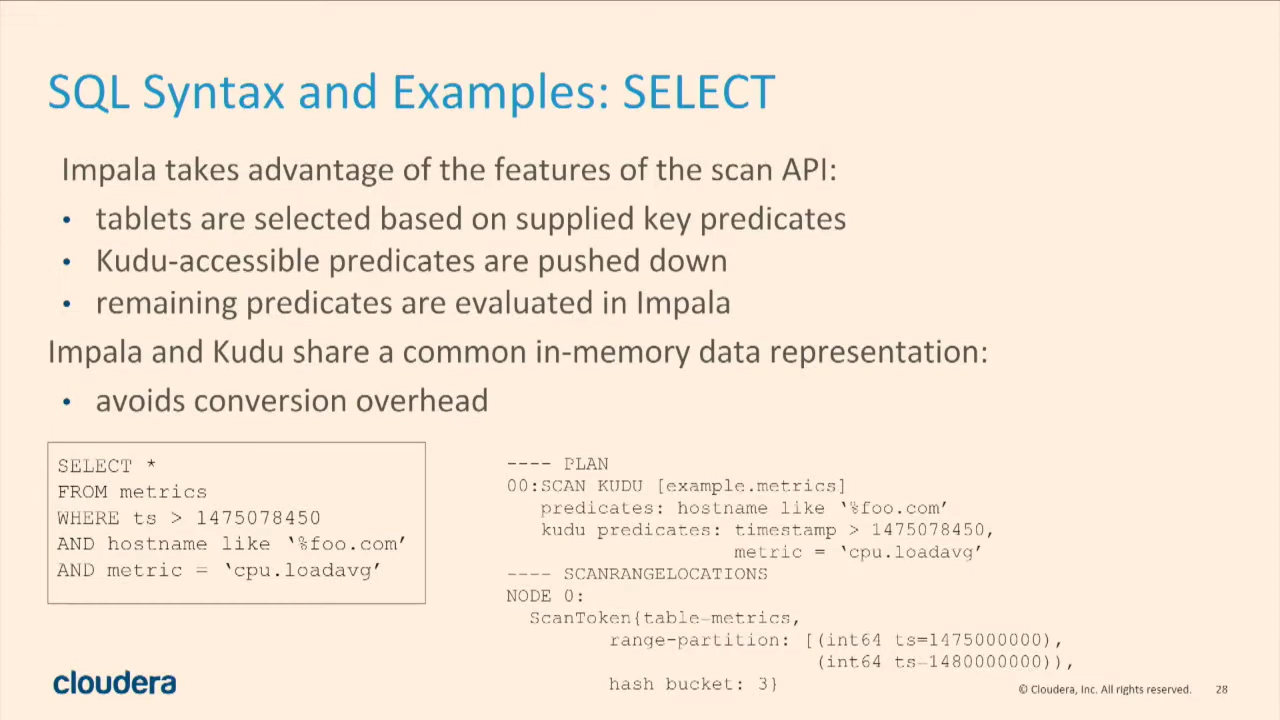 SQL Syntax and Examples: SELECT
Impala takes advantage of the features of the scan API:
• tablets are selected based on supplied key predicates
• Kudu-accessible predicates are pushed down
• remaining predicates are evaluated in Impala
Impala and Kudu share a common in-memory data representation:
• avoids conversion overhead
SELECT *
FROM metrics
WHERE ts > 1475078450
AND hostname like ‘%foo.com’
AND metric = ‘cpu.loadavg’
---- PLAN
00:SCAN KUDU [example.metrics]
predicates: hostname like ‘%foo.com’
kudu predicates: timestamp > 1475078450,
metric = ‘cpu.loadavg’
---- SCANRANGELOCATIONS
NODE 0:
ScanToken{table=metrics,
range-partition: [(int64 ts=1475000000),
(int64 ts=1480000000)),
hash bucket: 3}
cloudera
© Cloudera, Inc. All rights reserved. 28